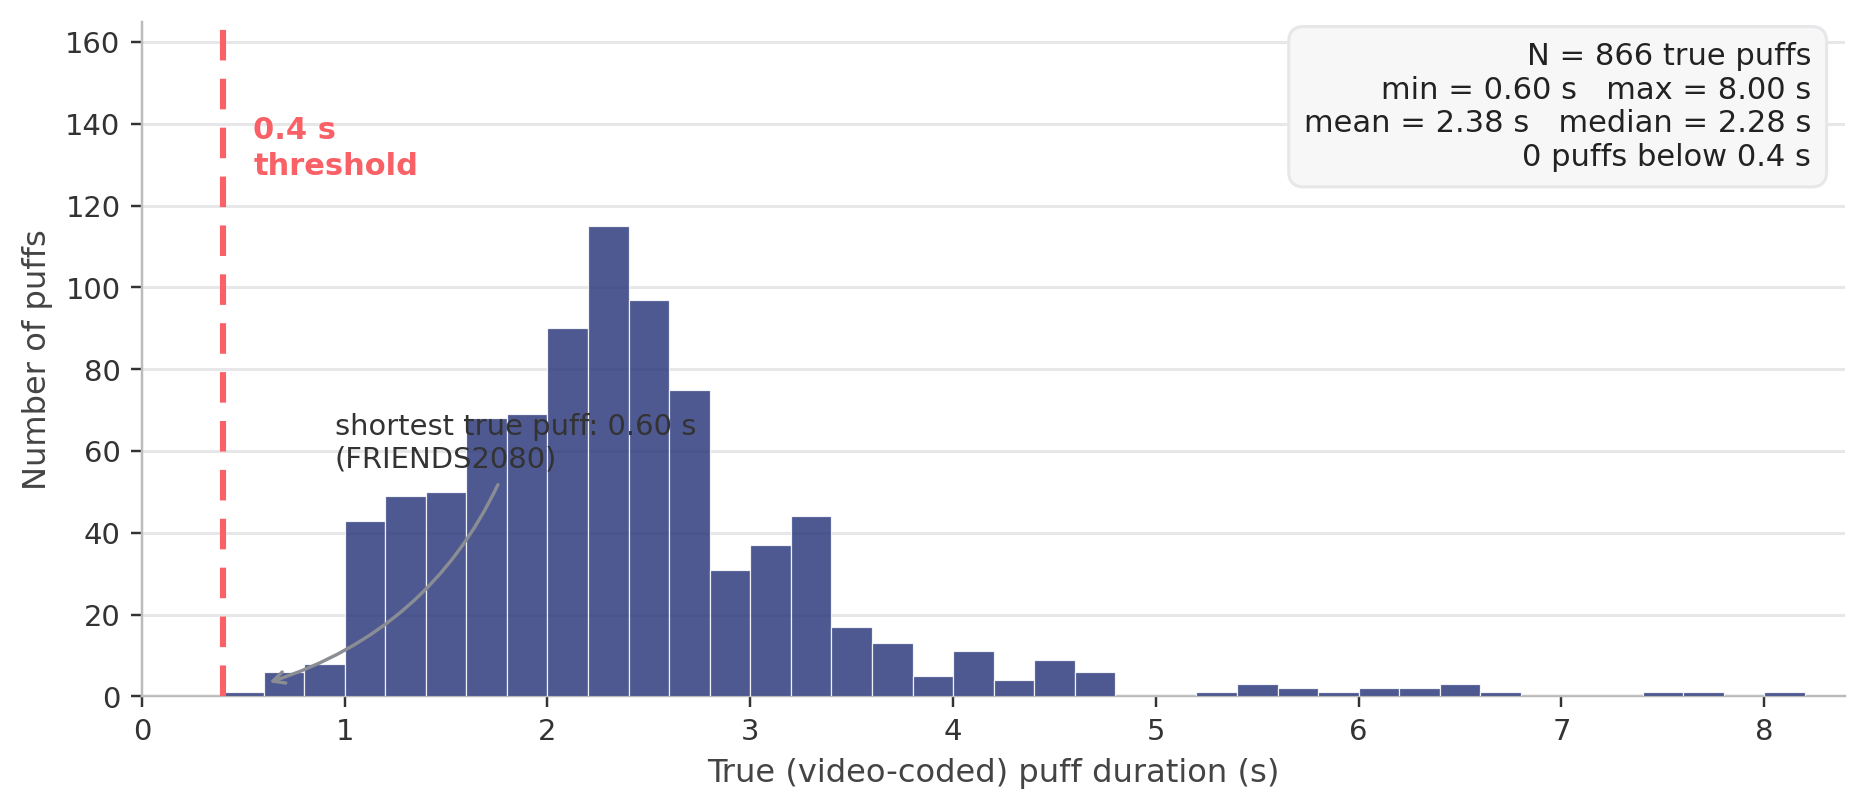 160
140
120
100
80
60
40
20
0
Number of puffs
0.4 s
threshold
N = 866 true puffs
min = 0.60 s   max = 8.00 s
mean = 2.38 s   median = 2.28 s
0 puffs below 0.4 s
shortest true puff: 0.60 s
(FRIENDS2080)
0 1 2 3 4 5 6 7 8
True (video-coded) puff duration (s)